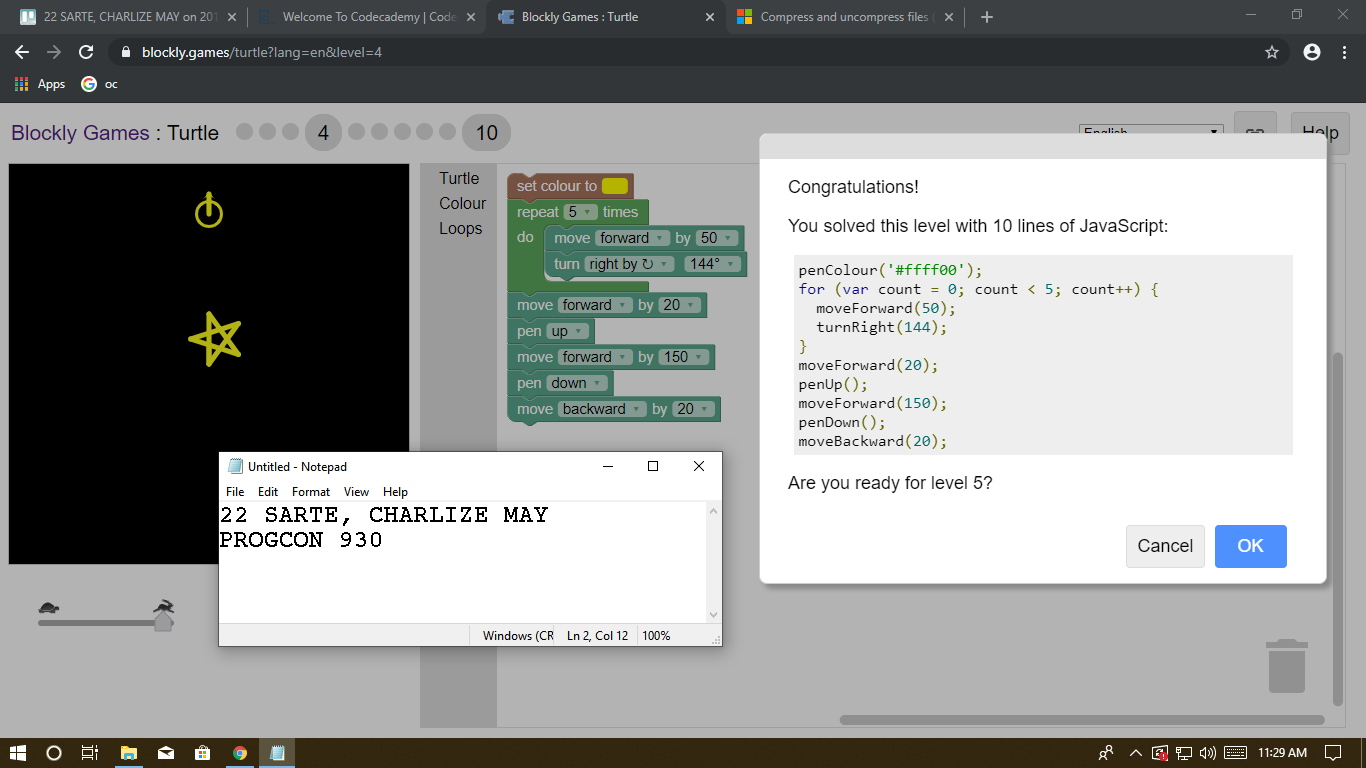 22 SARTE, CHARLIZE MAY on 201
Welcome To Codecademy | Code
Blockly Games : Turtle
Compress and uncompress files (
blockly.games/turtle?lang=en&level=4
Apps
oc
Blockly Games : Turtle
4
10
English
Help
Turtle
Colour
Loops
set colour to
repeat 5 times
do
move forward by 50
turn right by ↻ 144°
move forward by 20
pen up
move forward by 150
pen down
move backward by 20
Congratulations!
You solved this level with 10 lines of JavaScript:
penColour('#ffff00');
for (var count = 0; count < 5; count++) {
  moveForward(50);
  turnRight(144);
}
moveForward(20);
penUp();
moveForward(150);
penDown();
moveBackward(20);
Are you ready for level 5?
Cancel
OK
Untitled - Notepad
File Edit Format View Help
22 SARTE, CHARLIZE MAY
PROGCON 930
Windows (CR
Ln 2, Col 12
100%
11:29 AM